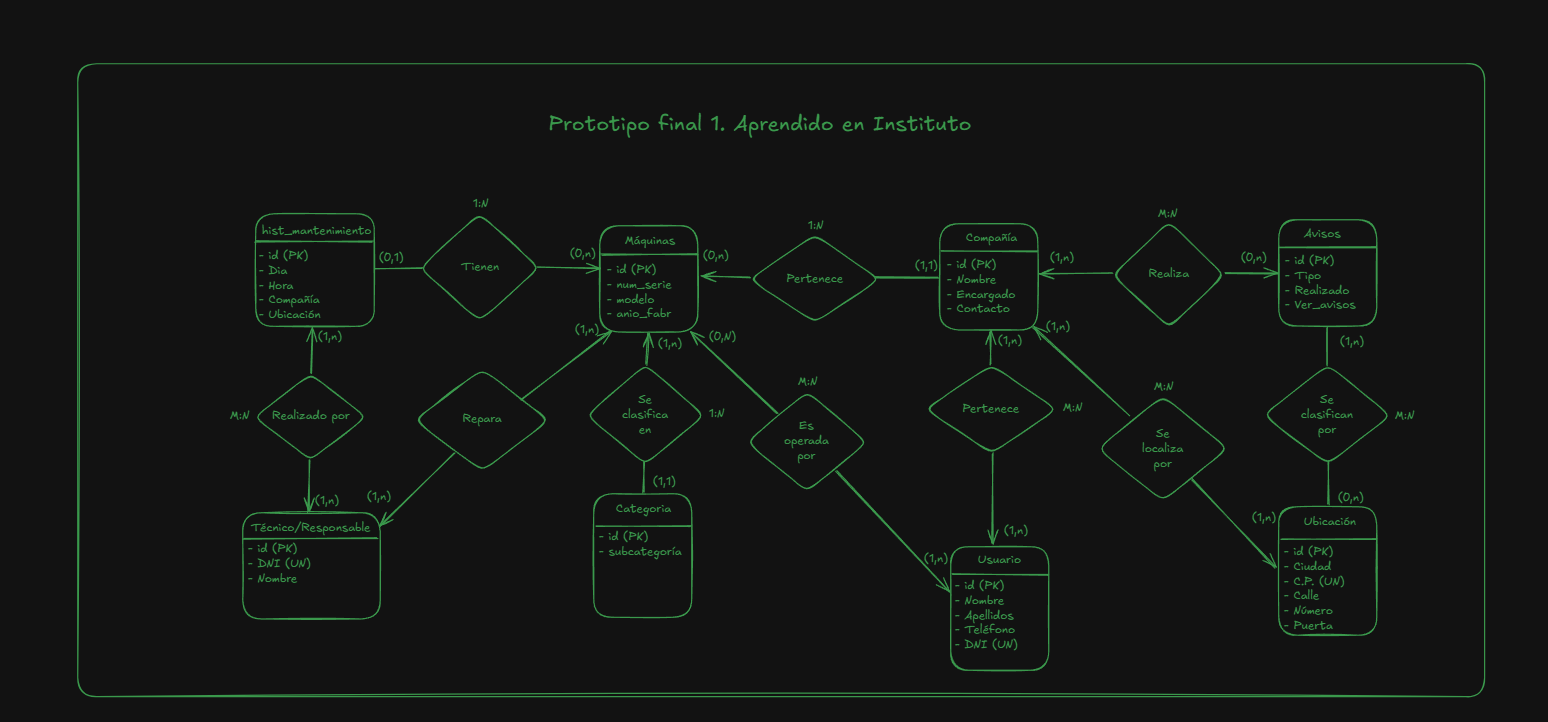 Prototipo final 1. Aprendido en Instituto
1:N
hist_mantenimiento
- id (PK)
- Dia
- Hora
- Compañía
- Ubicación
(0,1)
Tienen
(0,n)
Máquinas
- id (PK)
- num_serie
- modelo
- anio_fabr
(0,n)
1:N
Pertenece
(1,1)
Compañía
- id (PK)
- Nombre
- Encargado
- Contacto
(1,n)
M:N
Realiza
(0,n)
Avisos
- id (PK)
- Tipo
- Realizado
- Ver_avisos
(1,n)
(1,n)
(1,n)
(0,N)
(1,n)
(1,n)
(1,n)
M:N
Realizado por
Repara
Se
clasifica
en
1:N
M:N
Es
operada
por
Pertenece
M:N
M:N
Se
localiza
por
Se
clasifican
por
M:N
(1,n)
(1,n)
(1,1)
(1,n)
(1,n)
(1,n)
(0,n)
Técnico/Responsable
- id (PK)
- DNI (UN)
- Nombre
Categoria
- id (PK)
- subcategoría
Usuario
- id (PK)
- Nombre
- Apellidos
- Teléfono
- DNI (UN)
Ubicación
- id (PK)
- Ciudad
- C.P. (UN)
- Calle
- Número
- Puerta